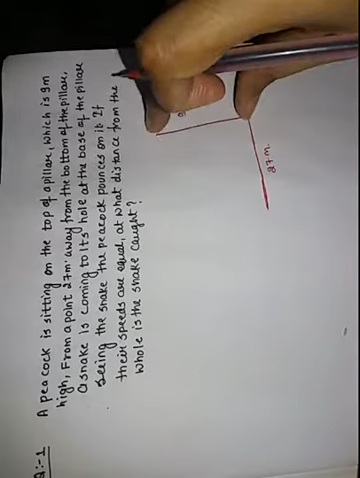 Q:-1 A peacock is sitting on the top of a pillar, which is 9m
high, From a point 27m away from the bottom of the pillar,
a snake is coming to its hole at the base of the pillar
seeing the snake the peacock pounces on it If
their speeds are equal, at what distance from the
whole is the snake caught?
27m